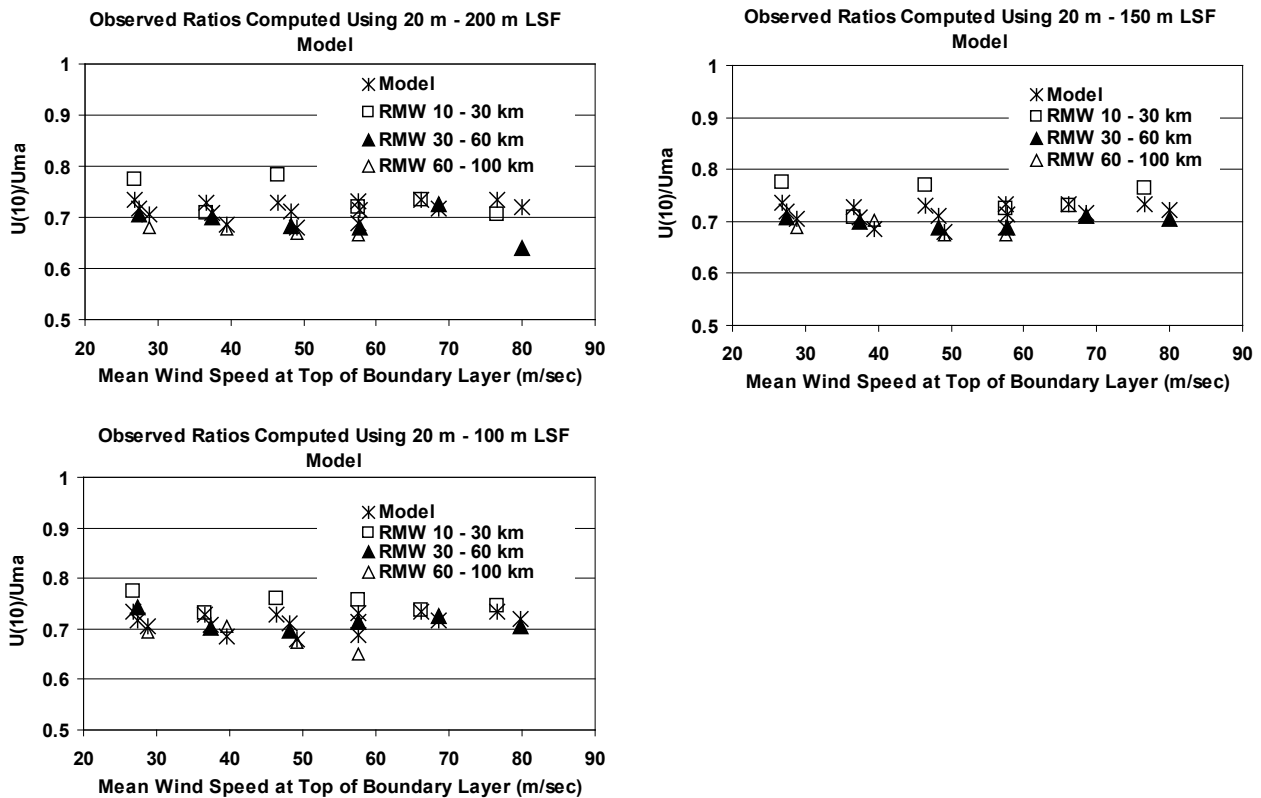 Observed Ratios Computed Using 20 m - 200 m LSF
Model
1
0.9
0.8
0.7
0.6
0.5
U(10)/Uma
20 30 40 50 60 70 80 90
Mean Wind Speed at Top of Boundary Layer (m/sec)
Model
RMW 10 - 30 km
RMW 30 - 60 km
RMW 60 - 100 km
Observed Ratios Computed Using 20 m - 150 m LSF
Model
1
0.9
0.8
0.7
0.6
0.5
U(10)/Uma
20 30 40 50 60 70 80 90
Mean Wind Speed at Top of Boundary Layer (m/sec)
Model
RMW 10 - 30 km
RMW 30 - 60 km
RMW 60 - 100 km
Observed Ratios Computed Using 20 m - 100 m LSF
Model
1
0.9
0.8
0.7
0.6
0.5
U(10)/Uma
20 30 40 50 60 70 80 90
Mean Wind Speed at Top of Boundary Layer (m/sec)
Model
RMW 10 - 30 km
RMW 30 - 60 km
RMW 60 - 100 km